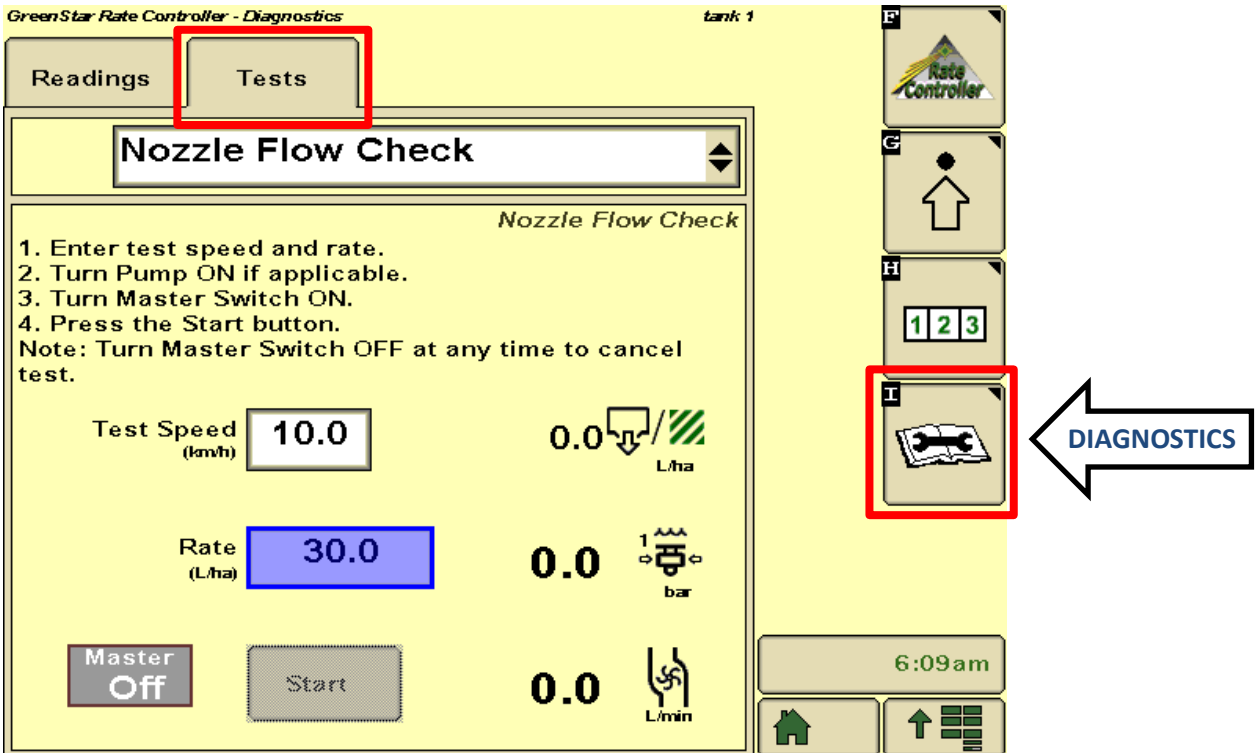 GreenStar Rate Controller - Diagnostics
tank 1
Readings
Tests
Nozzle Flow Check
Nozzle Flow Check
1. Enter test speed and rate.
2. Turn Pump ON if applicable.
3. Turn Master Switch ON.
4. Press the Start button.
Note: Turn Master Switch OFF at any time to cancel
test.
Test Speed
(km/h)
10.0
0.0
/
L/ha
Rate
(L/ha)
30.0
0.0
1
bar
Master
Off
Start
0.0
L/min
F
Rate
Controller
G
H
1 2 3
I
DIAGNOSTICS
6:09am